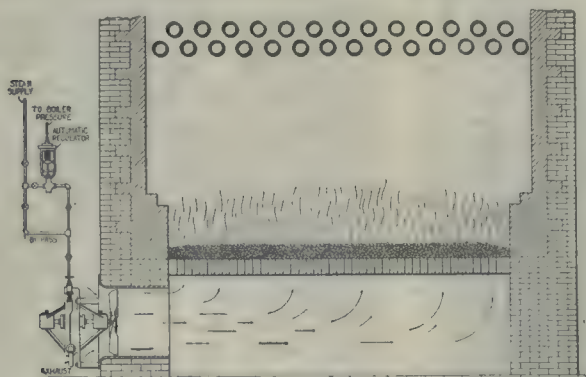 STEAM
SUPPLY
TO BOILER
PRESSURE
AUTOMATIC
REGULATOR
BY PASS
EXHAUST